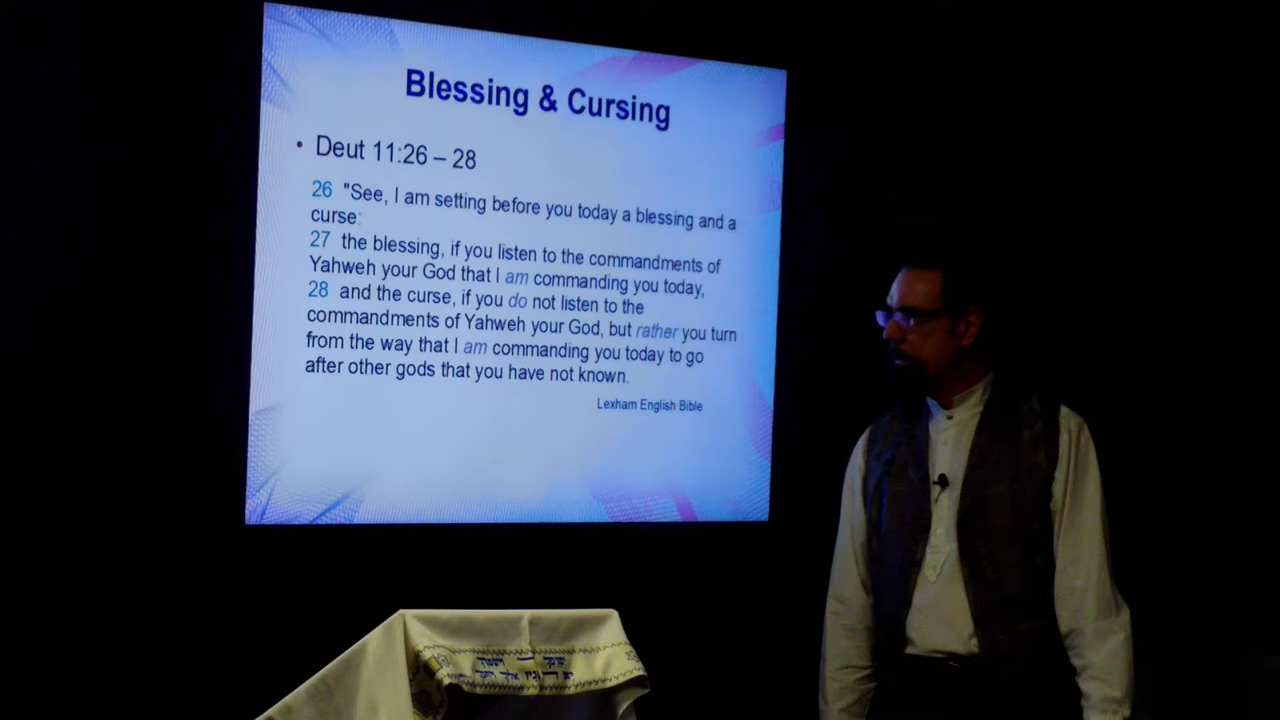 Blessing & Cursing
• Deut 11:26 – 28
26 "See, I am setting before you today a blessing and a
curse:
27 the blessing, if you listen to the commandments of
Yahweh your God that I am commanding you today,
28 and the curse, if you do not listen to the
commandments of Yahweh your God, but rather you turn
from the way that I am commanding you today to go
after other gods that you have not known.
Lexham English Bible